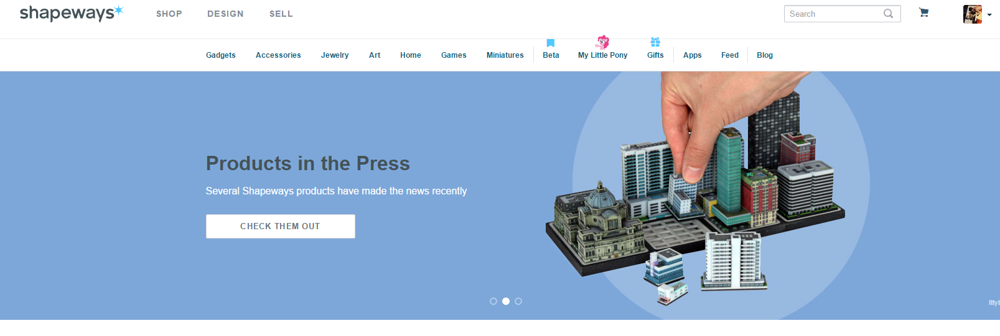 shapeways
SHOP DESIGN SELL
Search
Gadgets Accessories Jewelry Art Home Games Miniatures Beta My Little Pony Gifts Apps Feed Blog
Products in the Press
Several Shapeways products have made the news recently
CHECK THEM OUT